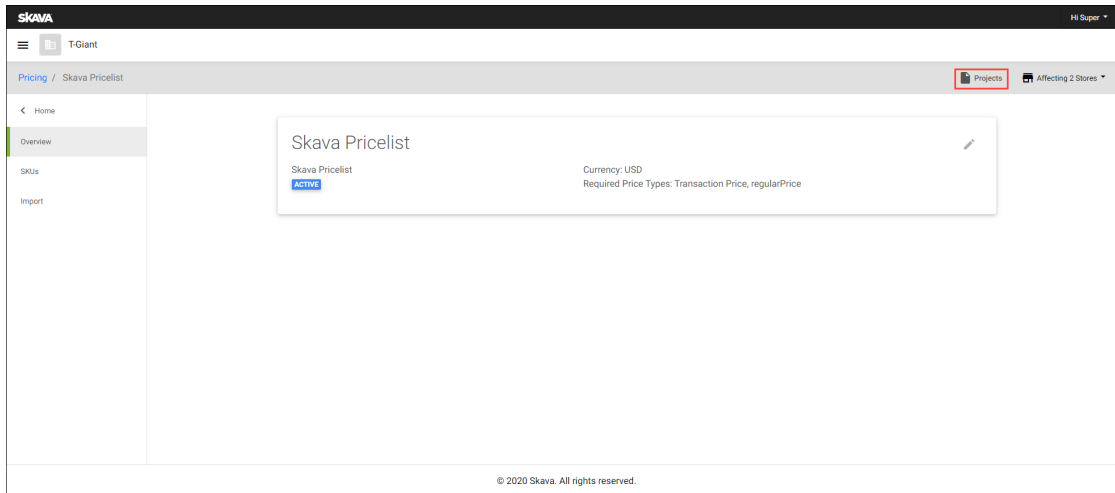 SKAVA
Hi Super
T-Giant
Pricing / Skava Pricelist
Projects
Affecting 2 Stores
Home
Overview
SKUs
Import
Skava Pricelist
Skava Pricelist
ACTIVE
Currency: USD
Required Price Types: Transaction Price, regularPrice
© 2020 Skava. All rights reserved.